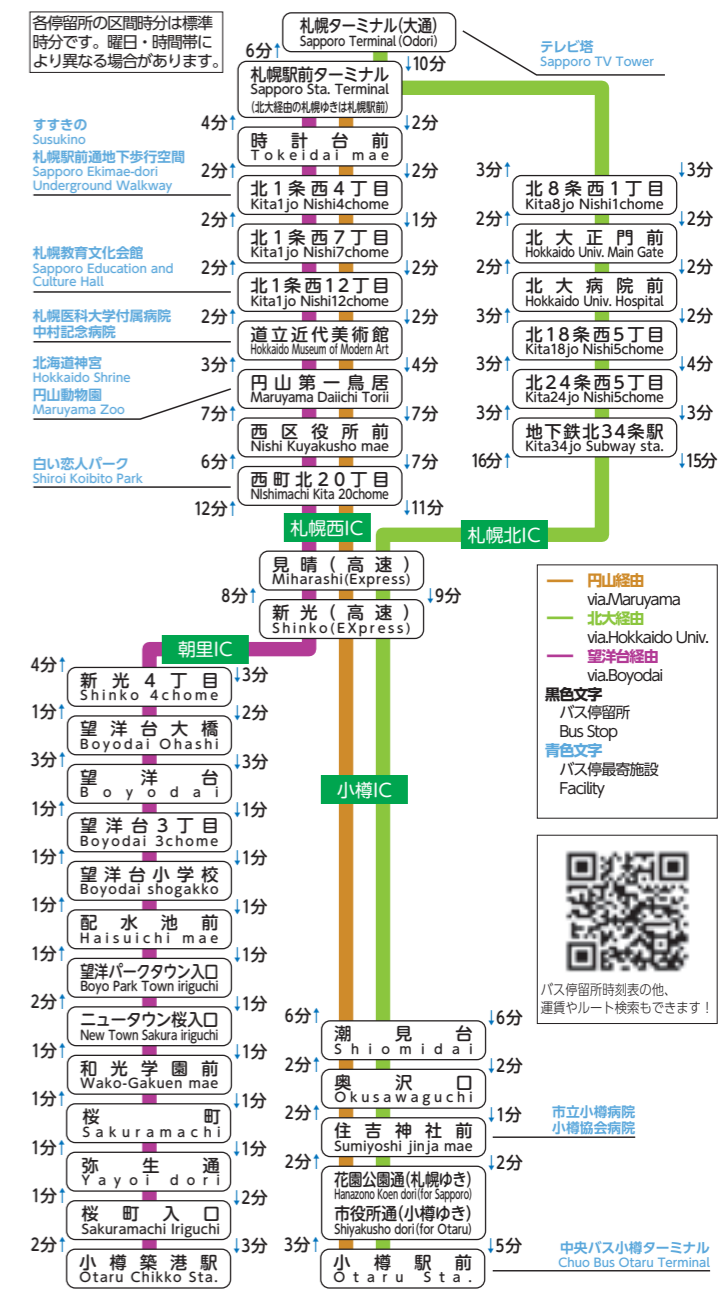 各停留所の区間時分は標準
時分です。曜日・時間帯に
より異なる場合があります。
札幌ターミナル(大通)
Sapporo Terminal (Odori)
テレビ塔
Sapporo TV Tower
6分↑
↓10分
札幌駅前ターミナル
Sapporo Sta. Terminal
(北大経由の札幌ゆきは札幌駅前)
すすきの
Susukino
札幌駅前通地下歩行空間
Sapporo Ekimae-dori
Underground Walkway
4分↑
↓2分
時計台前
Tokeidai mae
2分↑
↓2分
北1条西4丁目
Kita1jo Nishi4chome
2分↑
↓1分
北1条西7丁目
Kita1jo Nishi7chome
札幌教育文化会館
Sapporo Education and
Culture Hall
2分↑
↓2分
北1条西12丁目
Kita1jo Nishi12chome
札幌医科大学付属病院
中村記念病院
2分↑
↓2分
道立近代美術館
Hokkaido Museum of Modern Art
北海道神宮
Hokkaido Shrine
円山動物園
Maruyama Zoo
3分↑
↓4分
円山第一鳥居
Maruyama Daiichi Torii
7分↑
↓7分
西区役所前
Nishi Kuyakusho mae
白い恋人パーク
Shiroi Koibito Park
6分↑
↓7分
西町北20丁目
NIshimachi Kita 20chome
12分↑
↓11分
札幌西IC
3分↑
↓3分
北8条西1丁目
Kita8jo Nishi1chome
2分↑
↓2分
北大正門前
Hokkaido Univ. Main Gate
2分↑
↓2分
北大病院前
Hokkaido Univ. Hospital
3分↑
↓2分
北18条西5丁目
Kita18jo Nishi5chome
3分↑
↓4分
北24条西5丁目
Kita24jo Nishi5chome
3分↑
↓3分
地下鉄北34条駅
Kita34jo Subway sta.
16分↑
↓15分
札幌北IC
見晴(高速)
Miharashi(Express)
8分↑
↓9分
新光(高速)
Shinko(EXpress)
円山経由
via.Maruyama
北大経由
via.Hokkaido Univ.
望洋台経由
via.Boyodai
黒色文字
バス停留所
Bus Stop
青色文字
バス停最寄施設
Facility
朝里IC
4分↑
↓3分
新光4丁目
Shinko 4chome
1分↑
↓2分
望洋台大橋
Boyodai Ohashi
3分↑
↓3分
望洋台
Boyodai
1分↑
↓1分
望洋台3丁目
Boyodai 3chome
1分↑
↓1分
望洋台小学校
Boyodai shogakko
1分↑
↓1分
配水池前
Haisuichi mae
1分↑
↓1分
望洋パークタウン入口
Boyo Park Town iriguchi
2分↑
↓1分
ニュータウン桜入口
New Town Sakura iriguchi
1分↑
↓1分
和光学園前
Wako-Gakuen mae
1分↑
↓1分
桜町
Sakuramachi
1分↑
↓1分
弥生通
Yayoi dori
1分↑
↓2分
桜町入口
Sakuramachi Iriguchi
2分↑
↓3分
小樽築港駅
Otaru Chikko Sta.
小樽IC
バス停留所時刻表の他、
運賃やルート検索もできます!
6分↑
↓6分
潮見台
Shiomidai
2分↑
↓2分
奥沢口
Okusawaguchi
2分↑
↓1分
住吉神社前
Sumiyoshi jinja mae
市立小樽病院
小樽協会病院
2分↑
↓2分
花園公園通(札幌ゆき)
Hanazono Koen dori(for Sapporo)
市役所通(小樽ゆき)
Shiyakusho dori(for Otaru)
3分↑
↓5分
小樽駅前
Otaru Sta.
中央バス小樽ターミナル
Chuo Bus Otaru Terminal